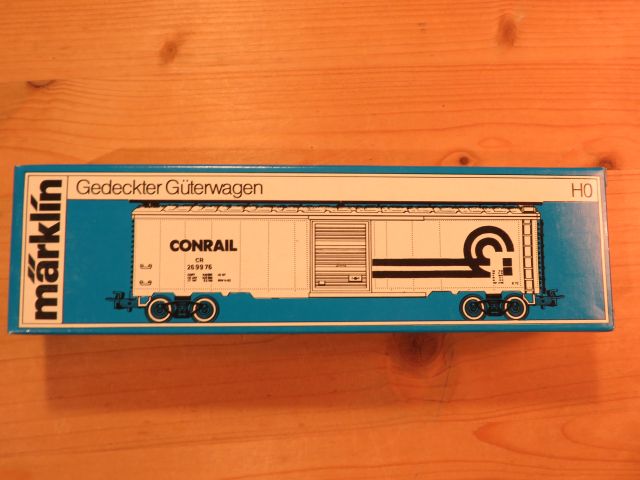 märklin
Gedeckter Güterwagen
H0
CONRAIL
CR
269976